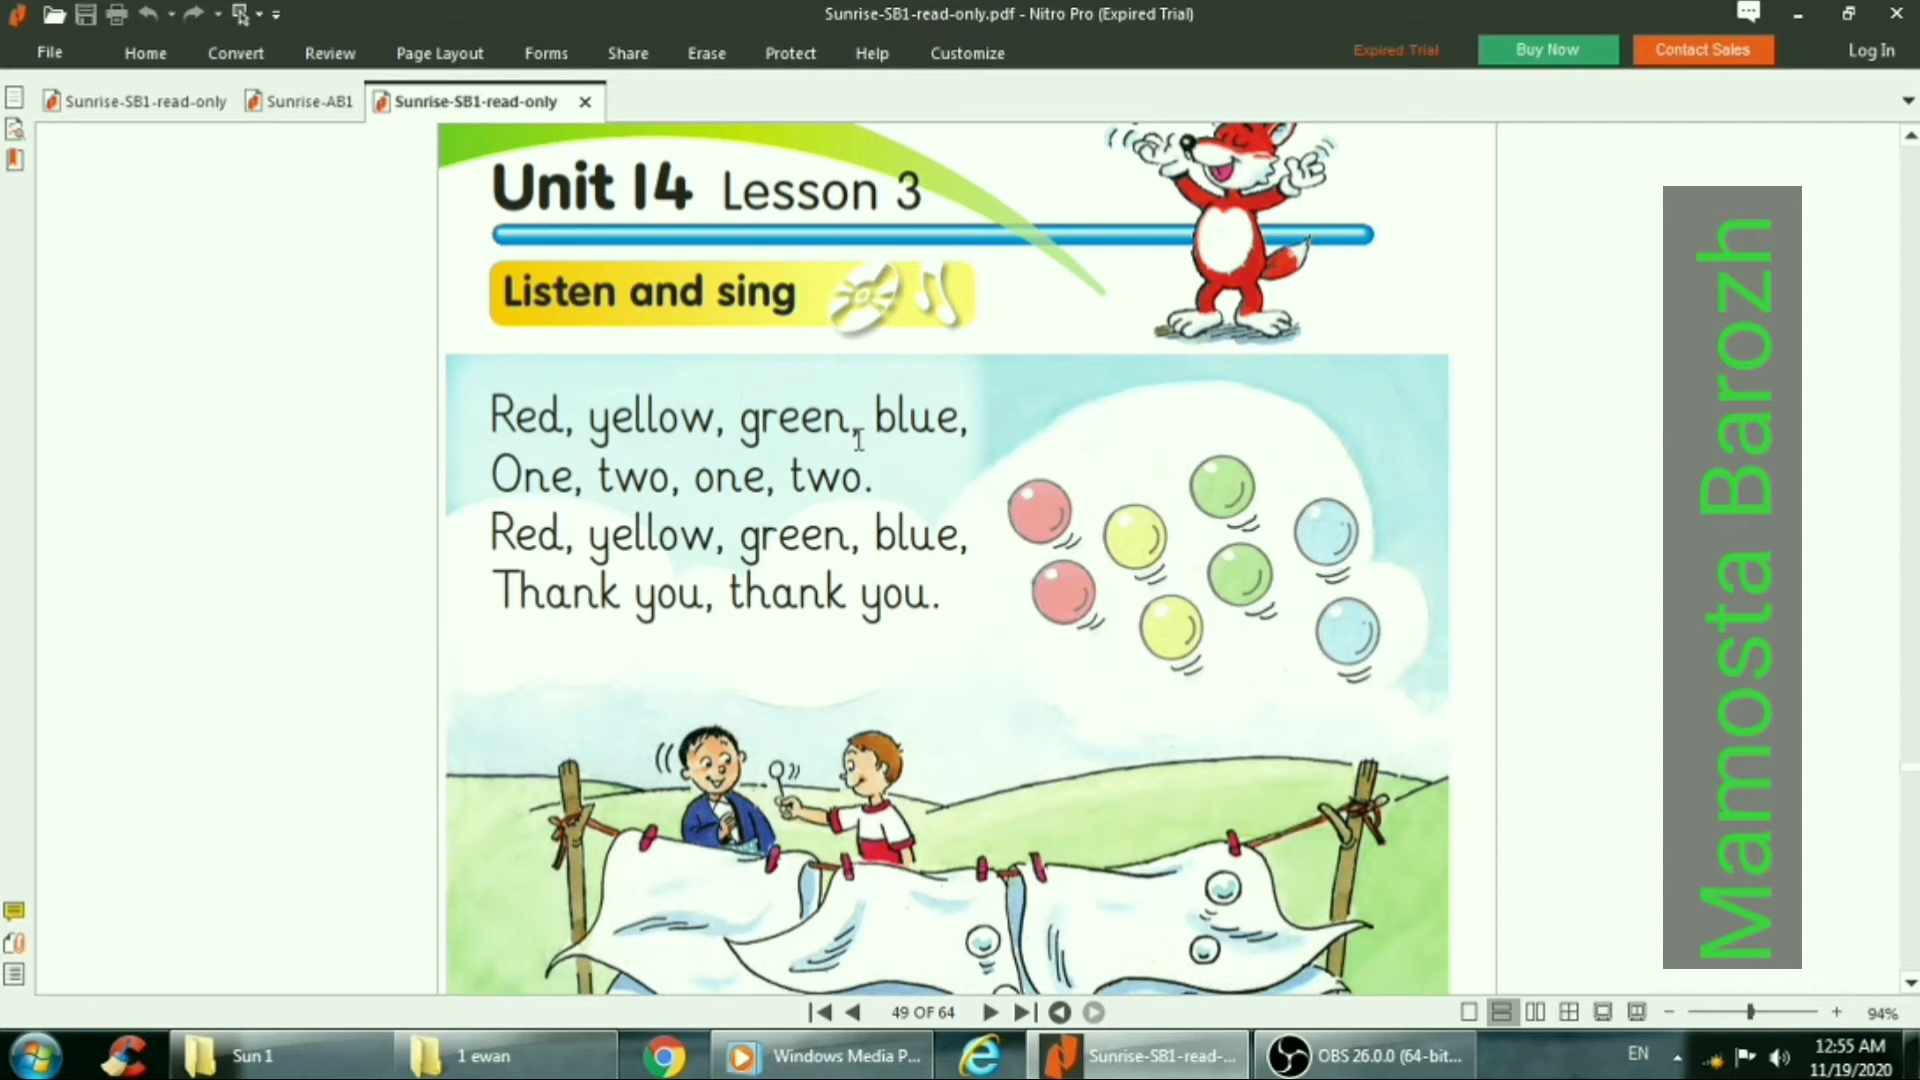 Sunrise-SB1-read-only.pdf - Nitro Pro (Expired Trial)
File Home Convert Review Page Layout Forms Share Erase Protect Help Customize Expired Trial Buy Now Contact Sales Log In
Sunrise-SB1-read-only Sunrise-AB1 Sunrise-SB1-read-only
Unit 14 Lesson 3
Listen and sing
Red, yellow, green, blue,
One, two, one, two.
Red, yellow, green, blue,
Thank you, thank you.
Mamosta Barozh
49 OF 64
94%
Sun 1 1 ewan Windows Media P... Sunrise-SB1-read-... OBS 26.0.0 (64-bit... EN 12:55 AM
11/19/2020